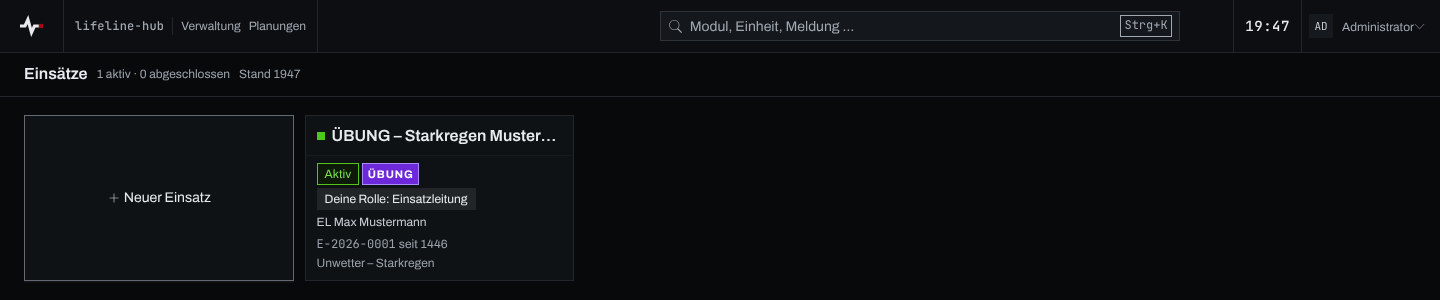 lifeline-hub Verwaltung Planungen Modul, Einheit, Meldung ... Strg+K 19:47 AD Administrator
Einsätze 1 aktiv · 0 abgeschlossen Stand 1947
+ Neuer Einsatz
ÜBUNG – Starkregen Muster...
Aktiv ÜBUNG
Deine Rolle: Einsatzleitung
EL Max Mustermann
E-2026-0001 seit 1446
Unwetter – Starkregen